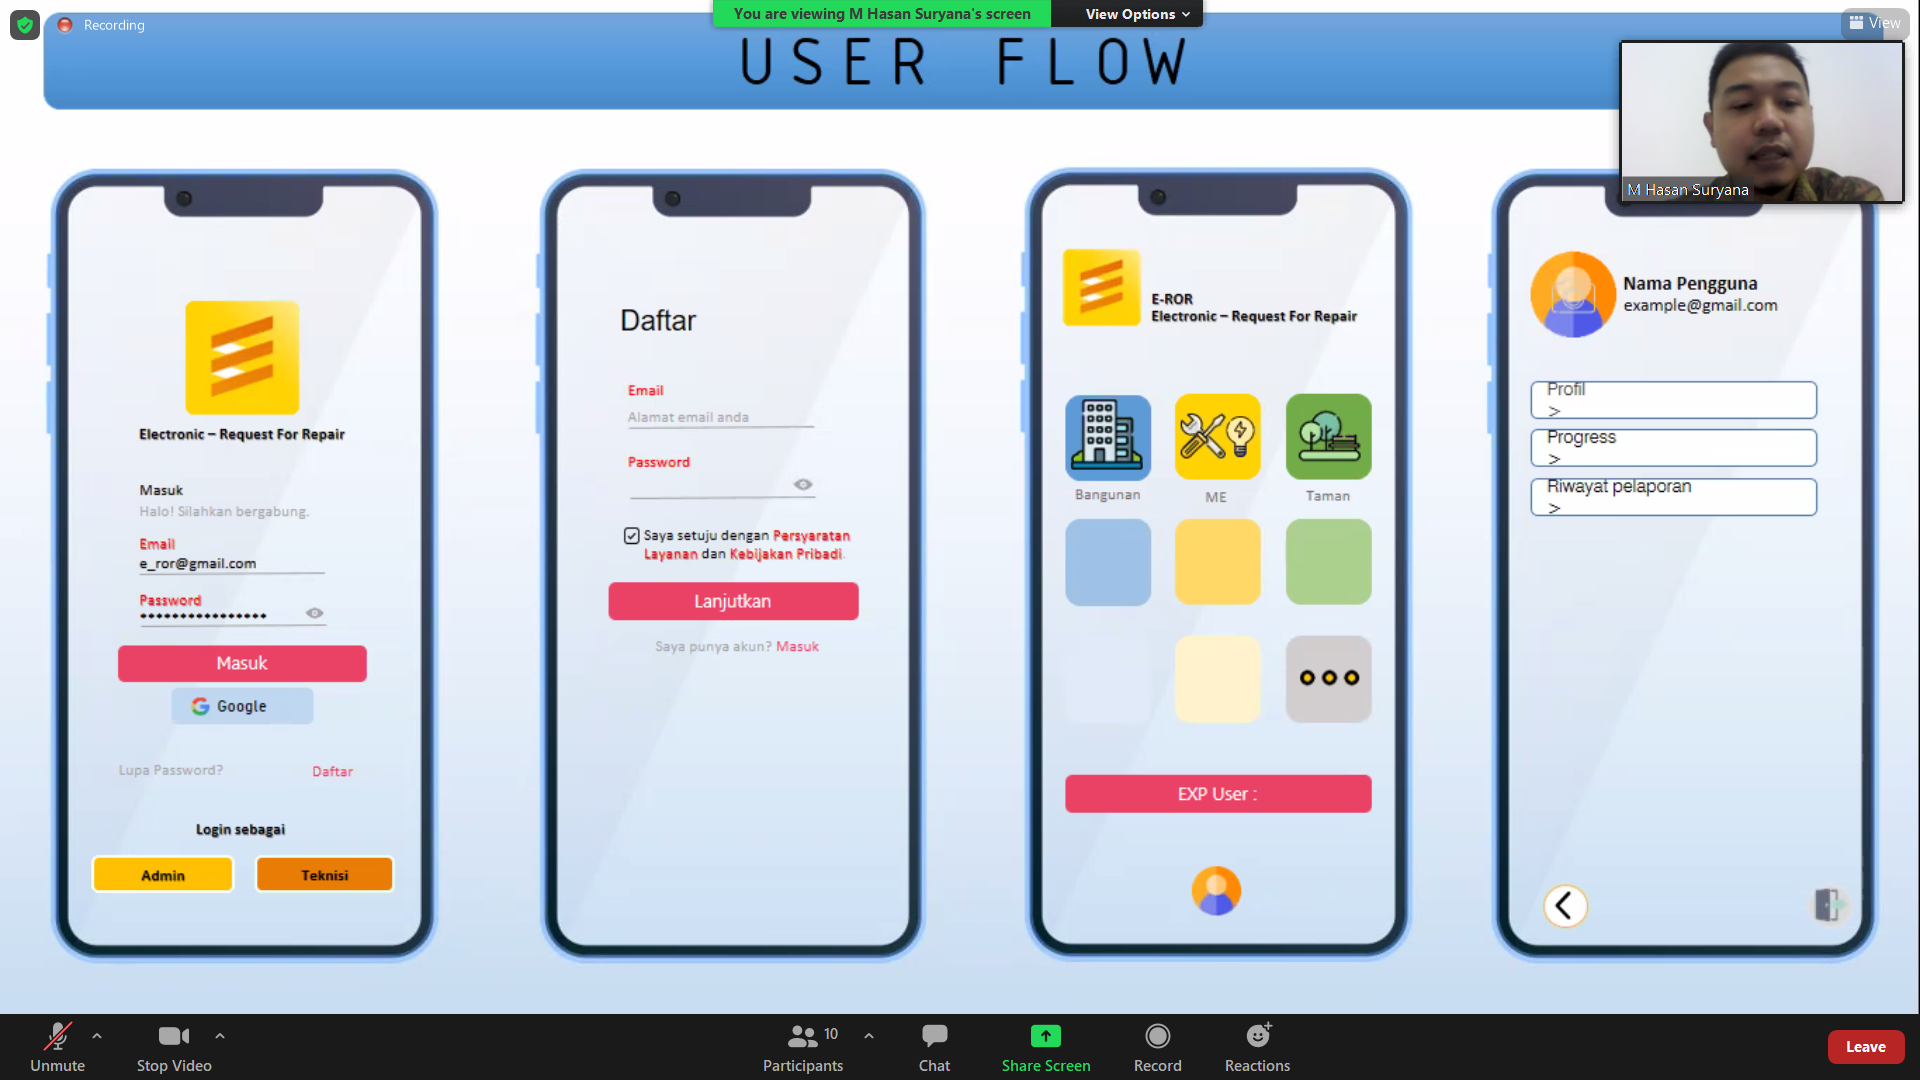 Recording
You are viewing M Hasan Suryana's screen
View Options
View
USER FLOW
M Hasan Suryana
Electronic – Request For Repair
Masuk
Halo! Silahkan bergabung.
Email
e_ror@gmail.com
Password
Masuk
Google
Lupa Password?
Daftar
Login sebagai
Admin
Teknisi
Daftar
Email
Alamat email anda
Password
Saya setuju dengan Persyaratan
Layanan dan Kebijakan Pribadi.
Lanjutkan
Saya punya akun? Masuk
E-ROR
Electronic – Request For Repair
Bangunan
ME
Taman
EXP User :
Nama Pengguna
example@gmail.com
Profil
>
Progress
>
Riwayat pelaporan
>
Unmute
Stop Video
Participants
10
Chat
Share Screen
Record
Reactions
Leave